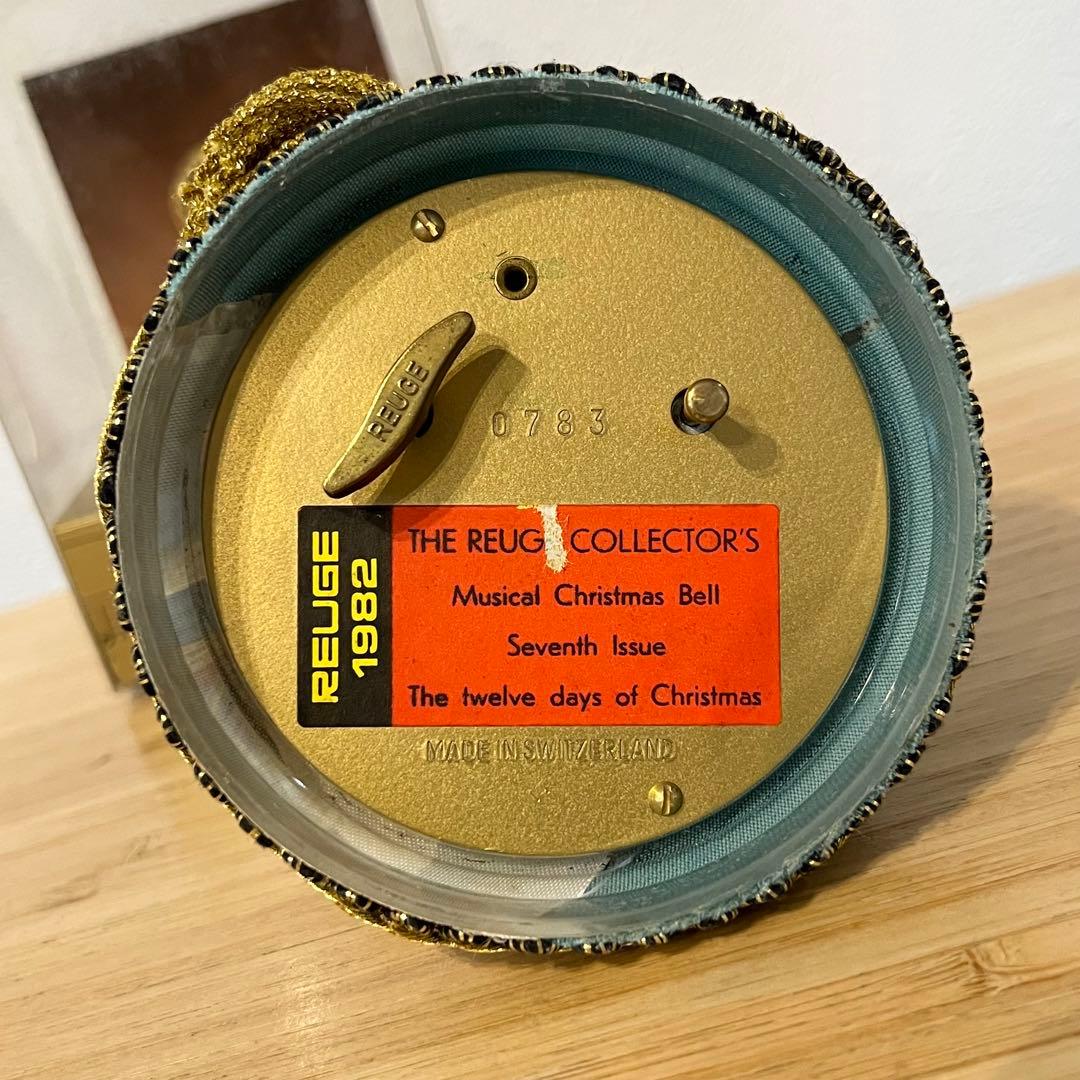 REUGE
0783
REUGE
1982
THE REUG COLLECTOR'S
Musical Christmas Bell
Seventh Issue
The twelve days of Christmas
MADE IN SWITZERLAND